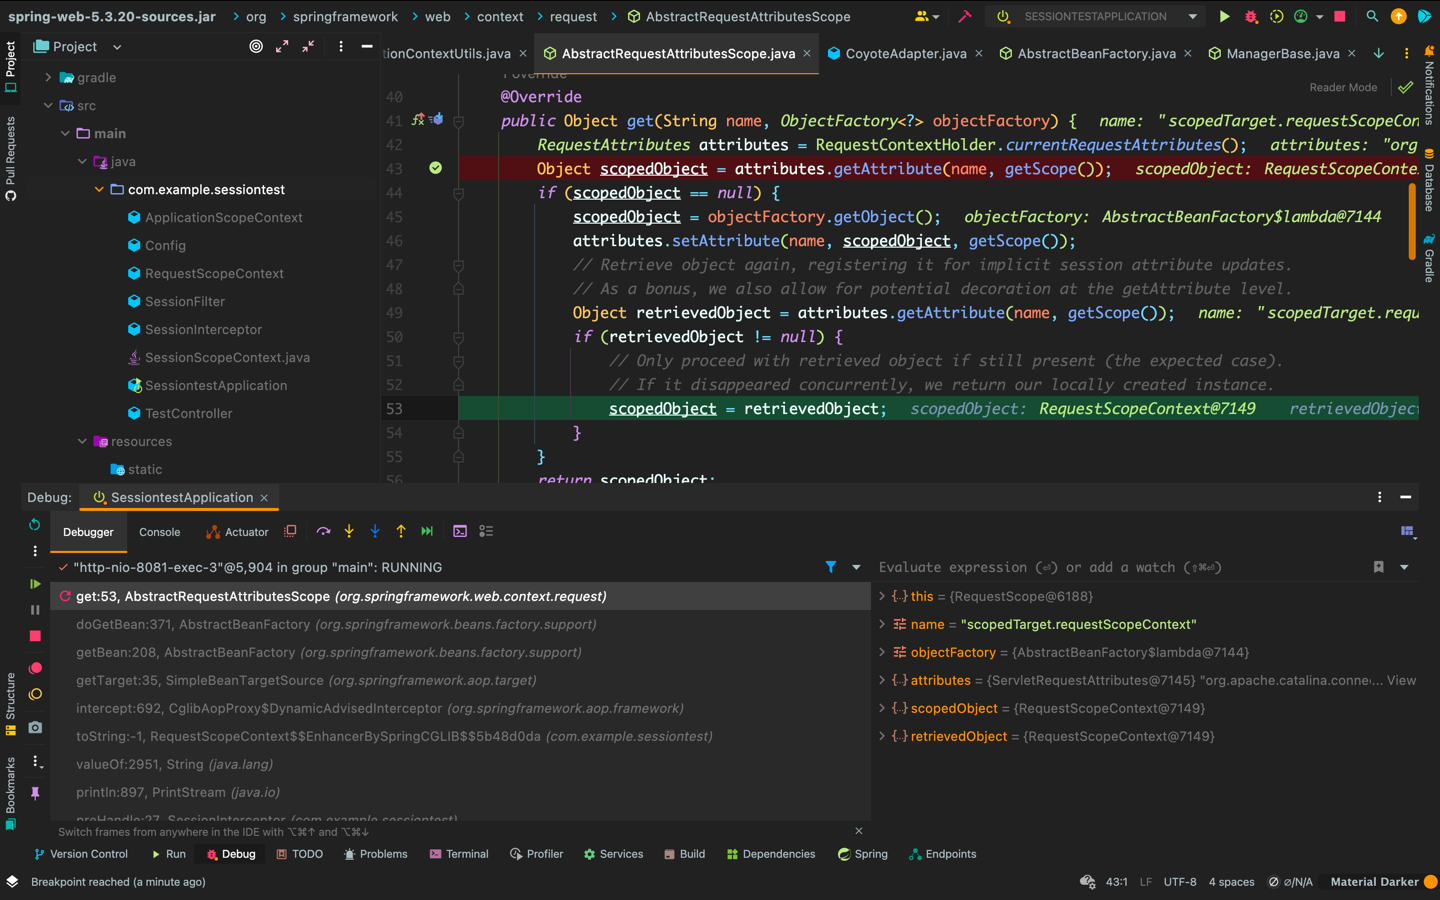 spring-web-5.3.20-sources.jar > org > springframework > web > context > request > AbstractRequestAttributesScope
SESSIONTESTAPPLICATION
Project
tionContextUtils.java
AbstractRequestAttributesScope.java
CoyoteAdapter.java
AbstractBeanFactory.java
ManagerBase.java
Project
Pull Requests
Structure
Bookmarks
Notifications
Database
Gradle
gradle
src
main
java
com.example.sessiontest
ApplicationScopeContext
Config
RequestScopeContext
SessionFilter
SessionInterceptor
SessionScopeContext.java
SessiontestApplication
TestController
resources
static
Reader Mode
40 @Override
41 public Object get(String name, ObjectFactory<?> objectFactory) { name: "scopedTarget.requestScopeCon
42 RequestAttributes attributes = RequestContextHolder.currentRequestAttributes(); attributes: "org
43 Object scopedObject = attributes.getAttribute(name, getScope()); scopedObject: RequestScopeConte
44 if (scopedObject == null) {
45 scopedObject = objectFactory.getObject(); objectFactory: AbstractBeanFactory$lambda@7144
46 attributes.setAttribute(name, scopedObject, getScope());
47 // Retrieve object again, registering it for implicit session attribute updates.
48 // As a bonus, we also allow for potential decoration at the getAttribute level.
49 Object retrievedObject = attributes.getAttribute(name, getScope()); name: "scopedTarget.requ
50 if (retrievedObject != null) {
51 // Only proceed with retrieved object if still present (the expected case).
52 // If it disappeared concurrently, we return our locally created instance.
53 scopedObject = retrievedObject; scopedObject: RequestScopeContext@7149 retrievedObject
54 }
55 }
56 return scopedObject;
Debug: SessiontestApplication
Debugger Console Actuator
"http-nio-8081-exec-3"@5,904 in group "main": RUNNING
get:53, AbstractRequestAttributesScope (org.springframework.web.context.request)
doGetBean:371, AbstractBeanFactory (org.springframework.beans.factory.support)
getBean:208, AbstractBeanFactory (org.springframework.beans.factory.support)
getTarget:35, SimpleBeanTargetSource (org.springframework.aop.target)
intercept:692, CglibAopProxy$DynamicAdvisedInterceptor (org.springframework.aop.framework)
toString:-1, RequestScopeContext$$EnhancerBySpringCGLIB$$5b48d0da (com.example.sessiontest)
valueOf:2951, String (java.lang)
println:897, PrintStream (java.io)
preHandle:27, SessionInterceptor (com.example.sessiontest)
Switch frames from anywhere in the IDE with ⌥⌘↑ and ⌥⌘↓
Evaluate expression (⏎) or add a watch (⇧⌘⏎)
this = {RequestScope@6188}
name = "scopedTarget.requestScopeContext"
objectFactory = {AbstractBeanFactory$lambda@7144}
attributes = {ServletRequestAttributes@7145} "org.apache.catalina.conne... View
scopedObject = {RequestScopeContext@7149}
retrievedObject = {RequestScopeContext@7149}
Version Control Run Debug TODO Problems Terminal Profiler Services Build Dependencies Spring Endpoints
Breakpoint reached (a minute ago)
43:1 LF UTF-8 4 spaces ⌀/N/A Material Darker